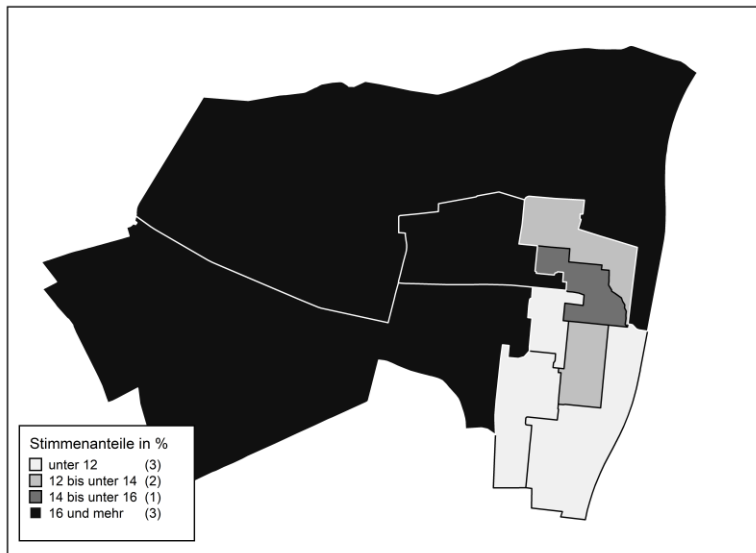 Stimmenanteile in %
unter 12 (3)
12 bis unter 14 (2)
14 bis unter 16 (1)
16 und mehr (3)